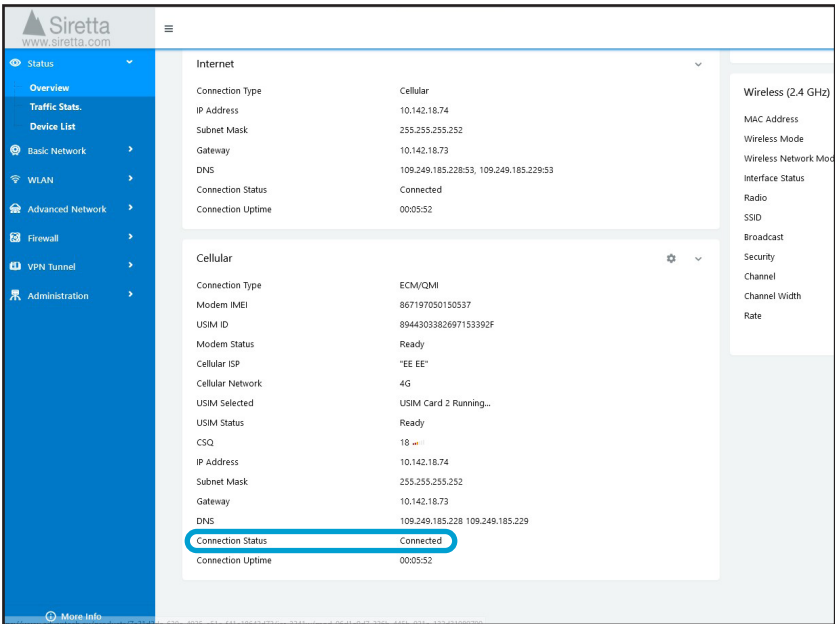 Siretta
www.siretta.com
Status
Overview
Traffic Stats.
Device List
Basic Network
WLAN
Advanced Network
Firewall
VPN Tunnel
Administration
More Info
Internet
Connection Type Cellular
IP Address 10.142.18.74
Subnet Mask 255.255.255.252
Gateway 10.142.18.73
DNS 109.249.185.228:53, 109.249.185.229:53
Connection Status Connected
Connection Uptime 00:05:52
Cellular
Connection Type ECM/QMI
Modem IMEI 867197050150537
USIM ID 8944303382697153392F
Modem Status Ready
Cellular ISP "EE EE"
Cellular Network 4G
USIM Selected USIM Card 2 Running...
USIM Status Ready
CSQ 18
IP Address 10.142.18.74
Subnet Mask 255.255.255.252
Gateway 10.142.18.73
DNS 109.249.185.228 109.249.185.229
Connection Status Connected
Connection Uptime 00:05:52
Wireless (2.4 GHz)
MAC Address
Wireless Mode
Wireless Network Mod
Interface Status
Radio
SSID
Broadcast
Security
Channel
Channel Width
Rate